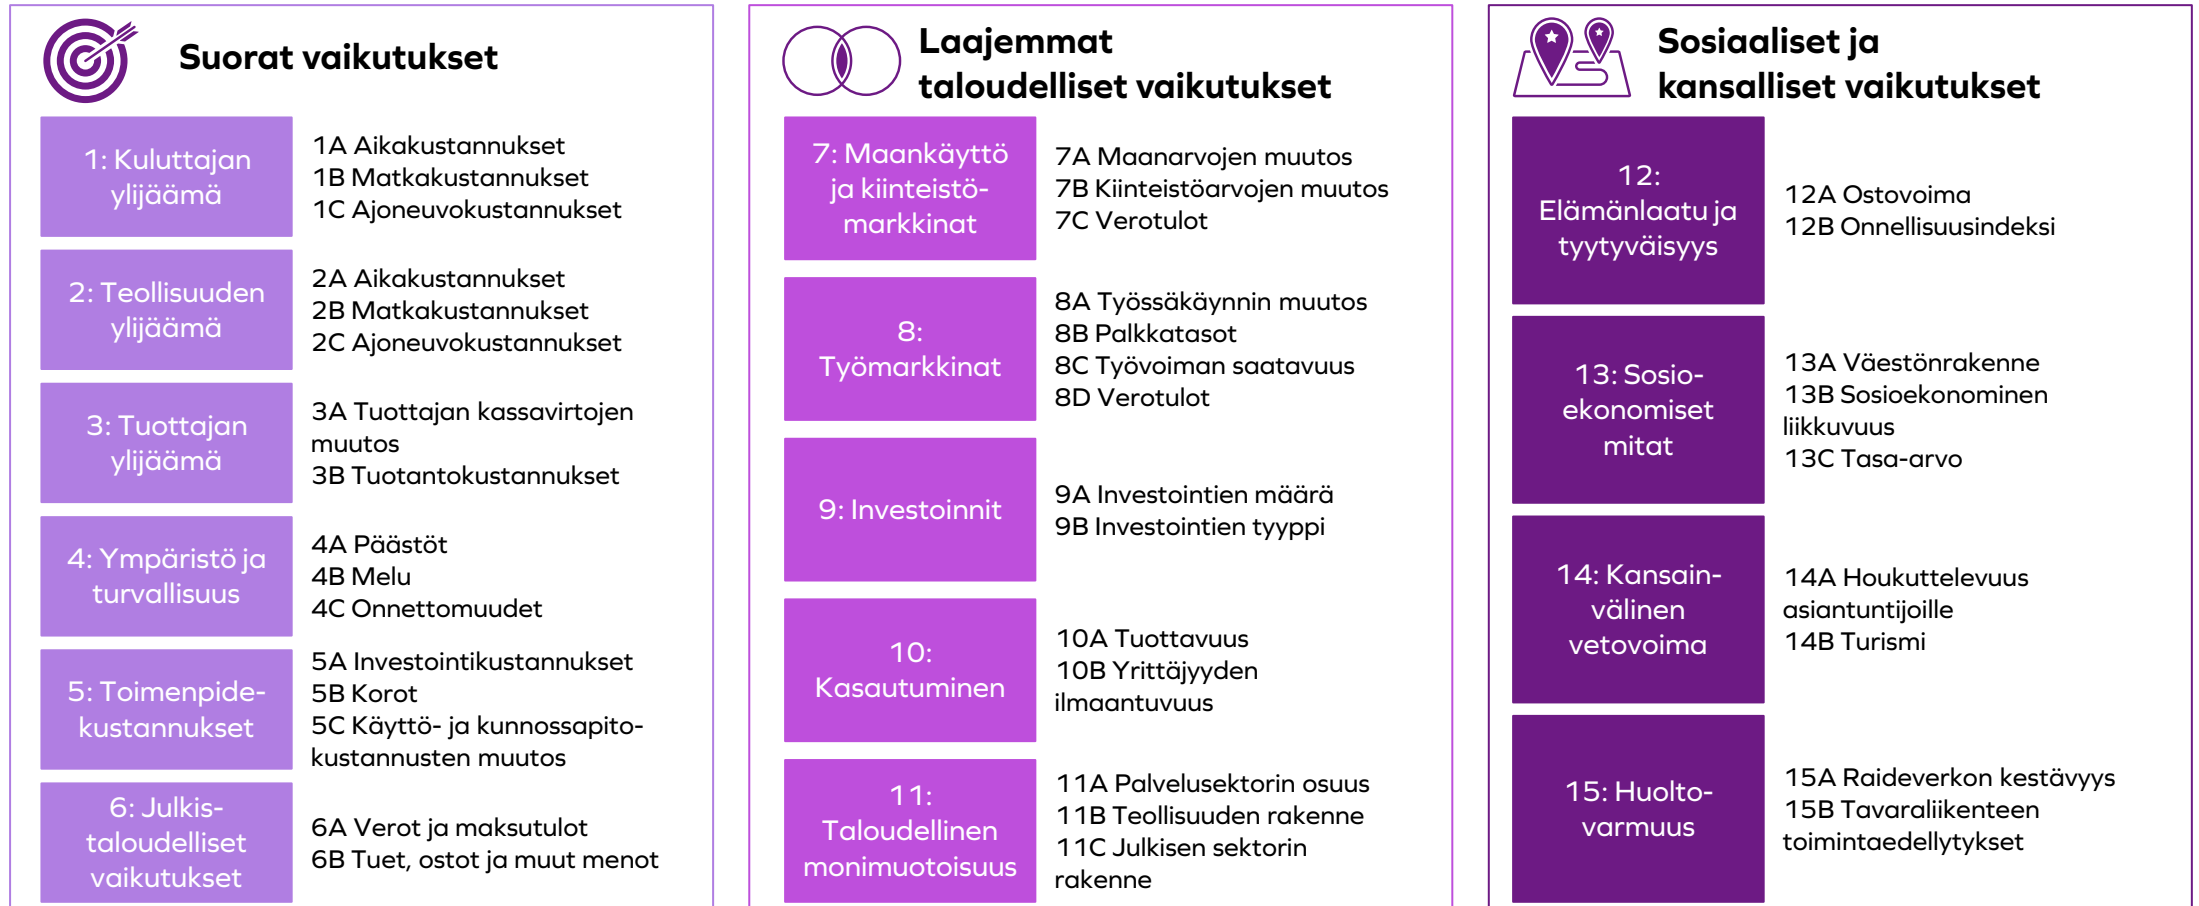 Suorat vaikutukset
1: Kuluttajan
ylijäämä
1A Aikakustannukset
1B Matkakustannukset
1C Ajoneuvokustannukset
2: Teollisuuden
ylijäämä
2A Aikakustannukset
2B Matkakustannukset
2C Ajoneuvokustannukset
3: Tuottajan
ylijäämä
3A Tuottajan kassavirtojen
muutos
3B Tuotantokustannukset
4: Ympäristö ja
turvallisuus
4A Päästöt
4B Melu
4C Onnettomuudet
5: Toimenpide-
kustannukset
5A Investointikustannukset
5B Korot
5C Käyttö- ja kunnossapito-
kustannusten muutos
6: Julkis-
taloudelliset
vaikutukset
6A Verot ja maksutulot
6B Tuet, ostot ja muut menot
Laajemmat
taloudelliset vaikutukset
7: Maankäyttö
ja kiinteistö-
markkinat
7A Maanarvojen muutos
7B Kiinteistöarvojen muutos
7C Verotulot
8:
Työmarkkinat
8A Työssäkäynnin muutos
8B Palkkatasot
8C Työvoiman saatavuus
8D Verotulot
9: Investoinnit
9A Investointien määrä
9B Investointien tyyppi
10:
Kasautuminen
10A Tuottavuus
10B Yrittäjyyden
ilmaantuvuus
11:
Taloudellinen
monimuotoisuus
11A Palvelusektorin osuus
11B Teollisuuden rakenne
11C Julkisen sektorin
rakenne
Sosiaaliset ja
kansalliset vaikutukset
12:
Elämänlaatu ja
tyytyväisyys
12A Ostovoima
12B Onnellisuusindeksi
13: Sosio-
ekonomiset
mitat
13A Väestönrakenne
13B Sosioekonominen
liikkuvuus
13C Tasa-arvo
14: Kansain-
välinen
vetovoima
14A Houkuttelevuus
asiantuntijoille
14B Turismi
15: Huolto-
varmuus
15A Raideverkon kestävyys
15B Tavaraliikenteen
toimintaedellytykset